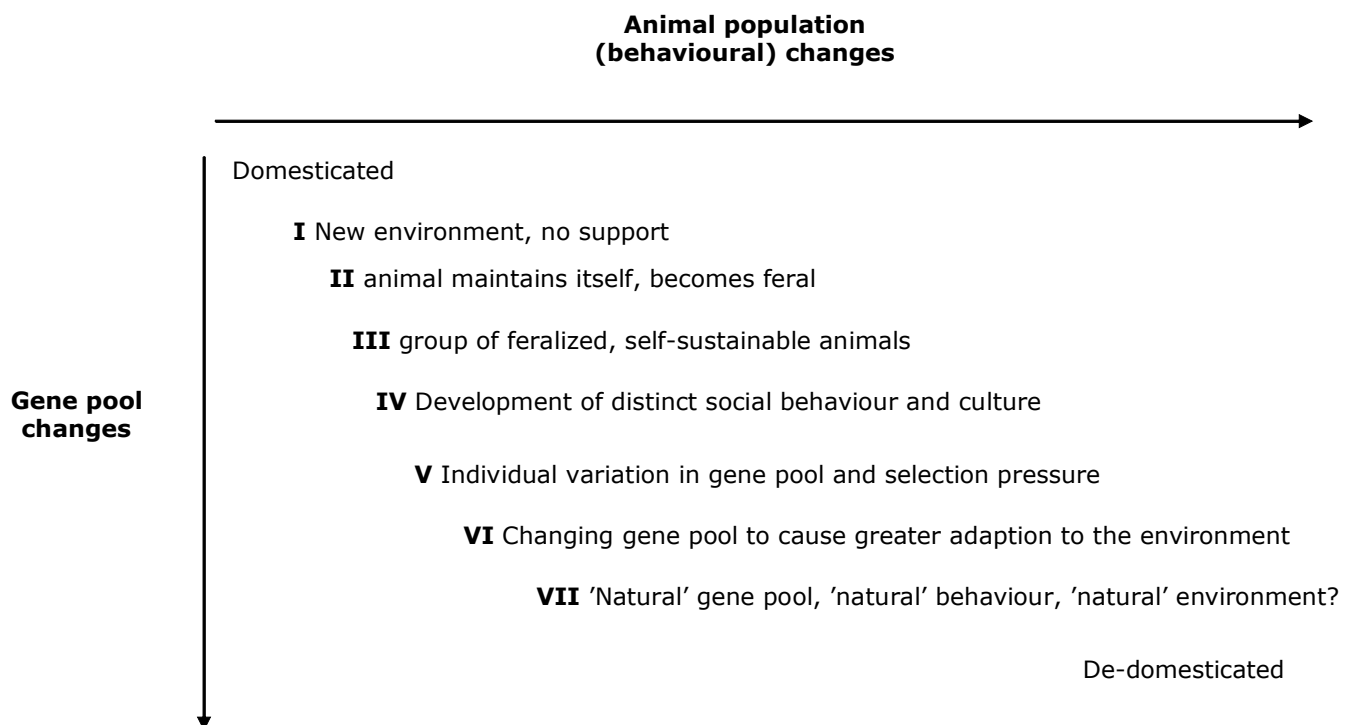 Animal population
(behavioural) changes
Domesticated
I New environment, no support
II animal maintains itself, becomes feral
III group of feralized, self-sustainable animals
Gene pool
changes
IV Development of distinct social behaviour and culture
V Individual variation in gene pool and selection pressure
VI Changing gene pool to cause greater adaption to the environment
VII ’Natural’ gene pool, ’natural’ behaviour, ’natural’ environment?
De-domesticated